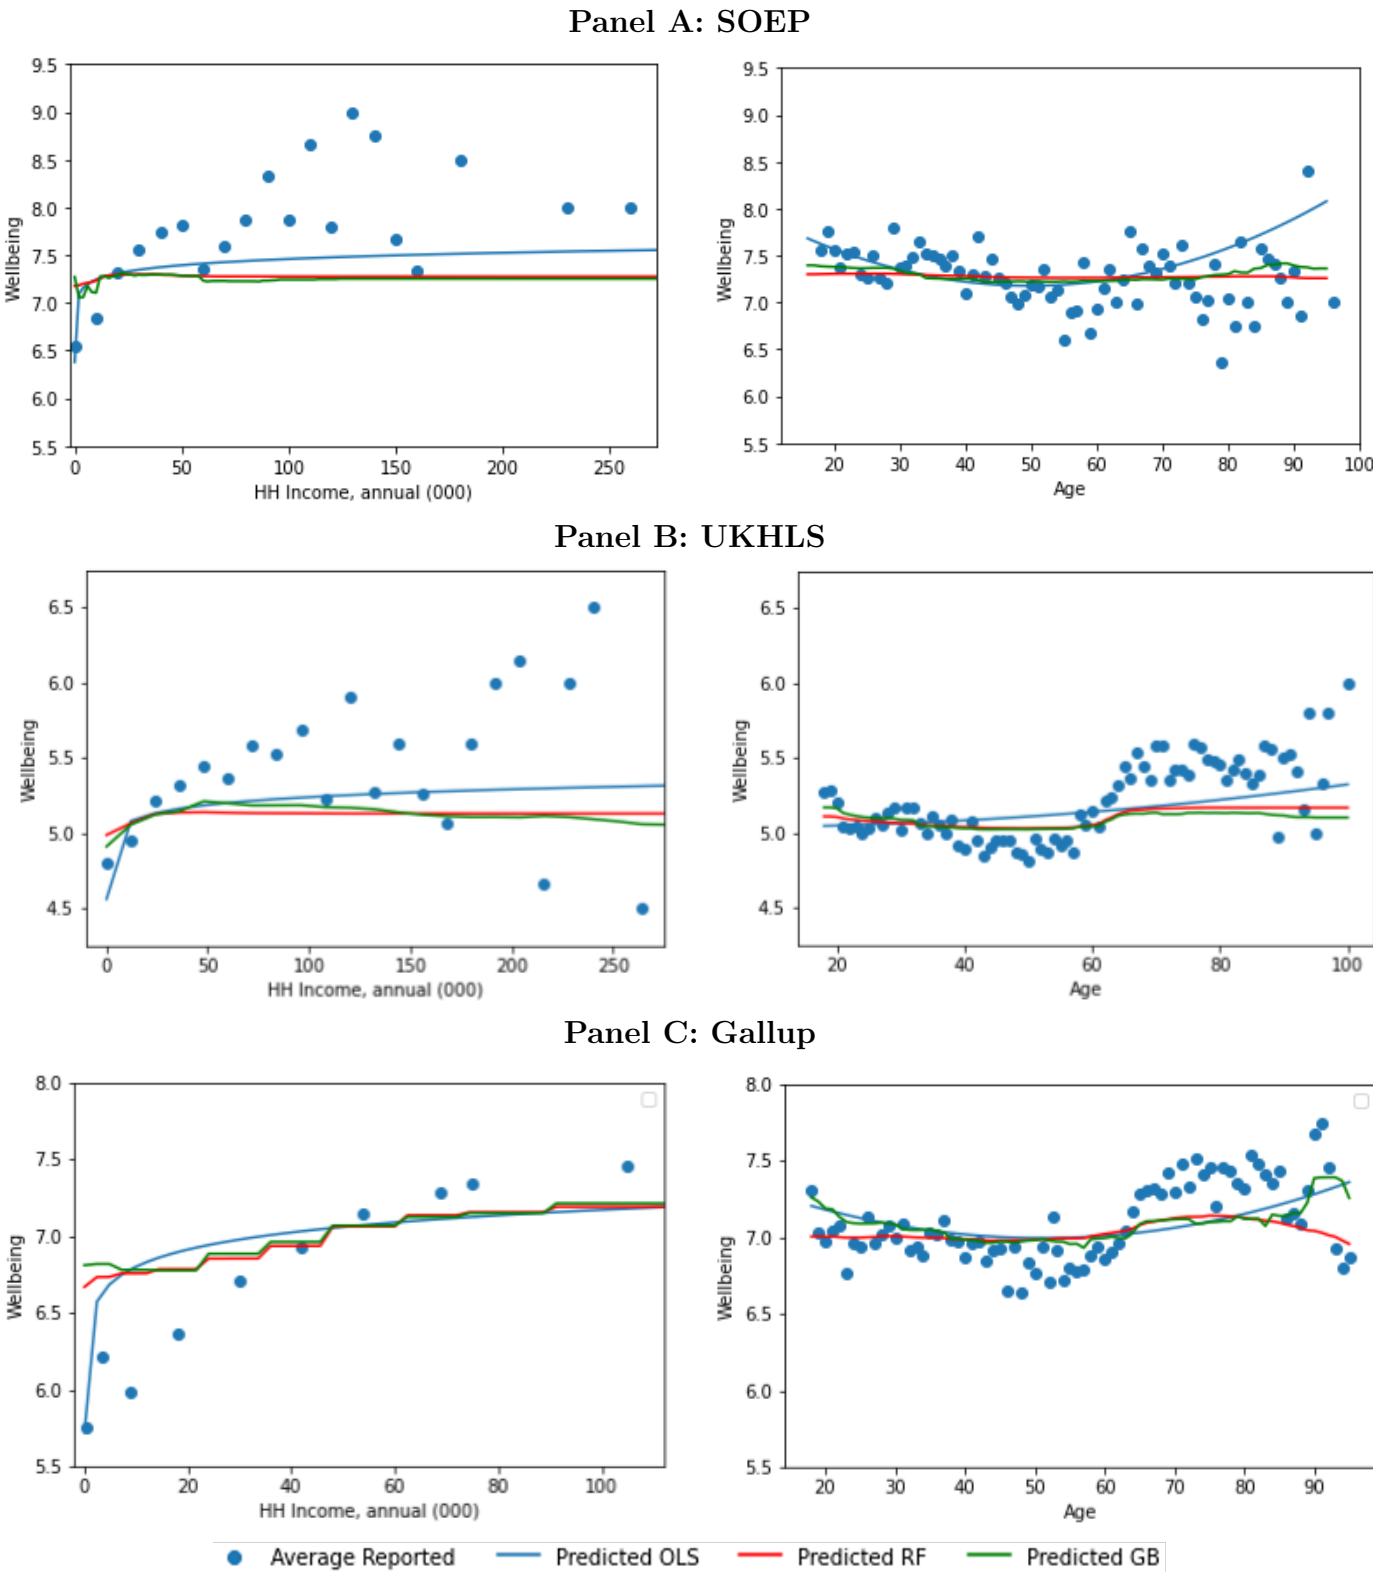 Panel A: SOEP
9.5
9.0
8.5
8.0
7.5
7.0
6.5
6.0
5.5
Wellbeing
0 50 100 150 200 250
HH Income, annual (000)
9.5
9.0
8.5
8.0
7.5
7.0
6.5
6.0
5.5
Wellbeing
20 30 40 50 60 70 80 90 100
Age
Panel B: UKHLS
6.5
6.0
5.5
5.0
4.5
Wellbeing
0 50 100 150 200 250
HH Income, annual (000)
6.5
6.0
5.5
5.0
4.5
Wellbeing
20 40 60 80 100
Age
Panel C: Gallup
8.0
7.5
7.0
6.5
6.0
5.5
Wellbeing
0 20 40 60 80 100
HH Income, annual (000)
8.0
7.5
7.0
6.5
6.0
5.5
Wellbeing
20 30 40 50 60 70 80 90
Age
Average Reported Predicted OLS Predicted RF Predicted GB